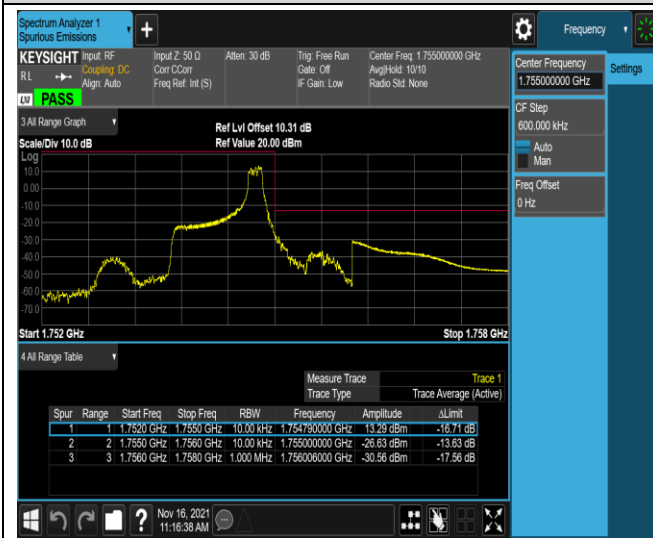 Spectrum Analyzer 1
Spurious Emissions
+
Frequency
KEYSIGHT
RL
LXI PASS
Input: RF
Coupling: DC
Align: Auto
Input Z: 50 Ω
Corr CCorr
Freq Ref: Int (S)
Atten: 30 dB
Trig: Free Run
Gate: Off
IF Gain: Low
Center Freq: 1.755000000 GHz
Avg|Hold: 10/10
Radio Std: None
Center Frequency
1.755000000 GHz
Settings
CF Step
600.000 kHz
Auto
Man
Freq Offset
0 Hz
3 All Range Graph
Scale/Div 10.0 dB
Ref Lvl Offset 10.31 dB
Ref Value 20.00 dBm
Log
10.0
0.00
-10.0
-20.0
-30.0
-40.0
-50.0
-60.0
-70.0
Start 1.752 GHz Stop 1.758 GHz
4 All Range Table
Measure Trace Trace 1
Trace Type Trace Average (Active)
Spur Range Start Freq Stop Freq RBW Frequency Amplitude ΔLimit
1 1 1.7520 GHz 1.7550 GHz 10.00 kHz 1.754790000 GHz 13.29 dBm -16.71 dB
2 2 1.7550 GHz 1.7560 GHz 10.00 kHz 1.755000000 GHz -26.63 dBm -13.63 dB
3 3 1.7560 GHz 1.7580 GHz 1.000 MHz 1.756006000 GHz -30.56 dBm -17.56 dB
?
Nov 16, 2021
11:16:38 AM